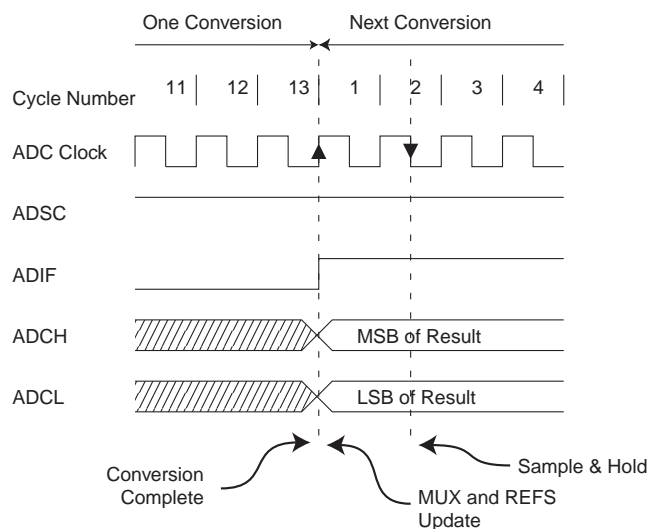 One Conversion Next Conversion
Cycle Number 11 12 13 1 2 3 4
ADC Clock
ADSC
ADIF
ADCH MSB of Result
ADCL LSB of Result
Conversion
Complete
MUX and REFS
Update
Sample & Hold